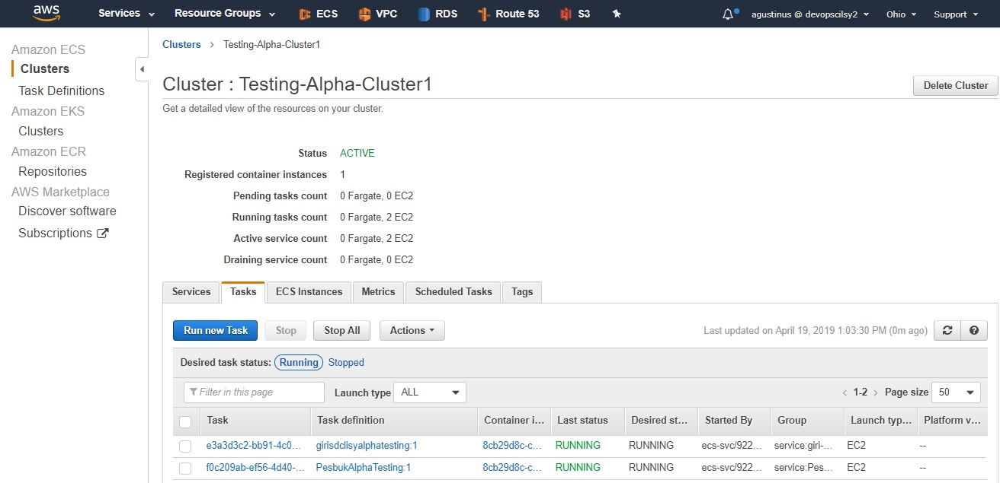 aws Services Resource Groups ECS VPC RDS Route 53 S3 agustinus @ devopscilsy2 Ohio Support
Amazon ECS
Clusters
Task Definitions
Amazon EKS
Clusters
Amazon ECR
Repositories
AWS Marketplace
Discover software
Subscriptions
Clusters > Testing-Alpha-Cluster1
Cluster : Testing-Alpha-Cluster1
Delete Cluster
Get a detailed view of the resources on your cluster.
Status ACTIVE
Registered container instances 1
Pending tasks count 0 Fargate, 0 EC2
Running tasks count 0 Fargate, 2 EC2
Active service count 0 Fargate, 2 EC2
Draining service count 0 Fargate, 0 EC2
Services Tasks ECS Instances Metrics Scheduled Tasks Tags
Run new Task Stop Stop All Actions Last updated on April 19, 2019 1:03:30 PM (0m ago)
Desired task status: Running Stopped
Filter in this page Launch type ALL < 1-2 > Page size 50
Task Task definition Container i... Last status Desired st... Started By Group Launch typ... Platform v...
e3a3d3c2-bb91-4c0... girisdclisyalphatesting:1 8cb29d8c-c... RUNNING RUNNING ecs-svc/922... service:giri-... EC2 --
f0c209ab-ef56-4d40-... PesbukAlphaTesting:1 8cb29d8c-c... RUNNING RUNNING ecs-svc/922... service:Pes... EC2 --